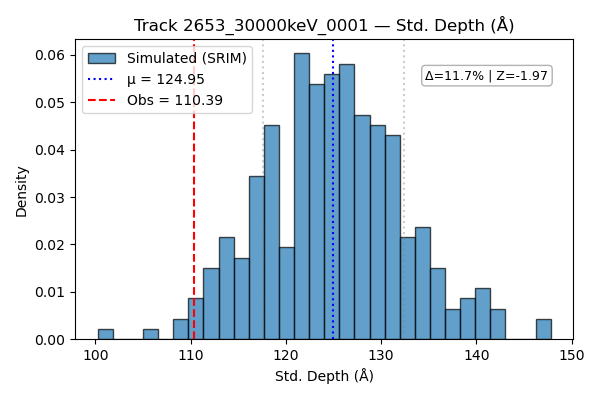 Track 2653_30000keV_0001 — Std. Depth (Å)
Simulated (SRIM)
μ = 124.95
Obs = 110.39
Δ=11.7% | Z=-1.97
Density
0.06
0.05
0.04
0.03
0.02
0.01
0.00
100 110 120 130 140 150
Std. Depth (Å)